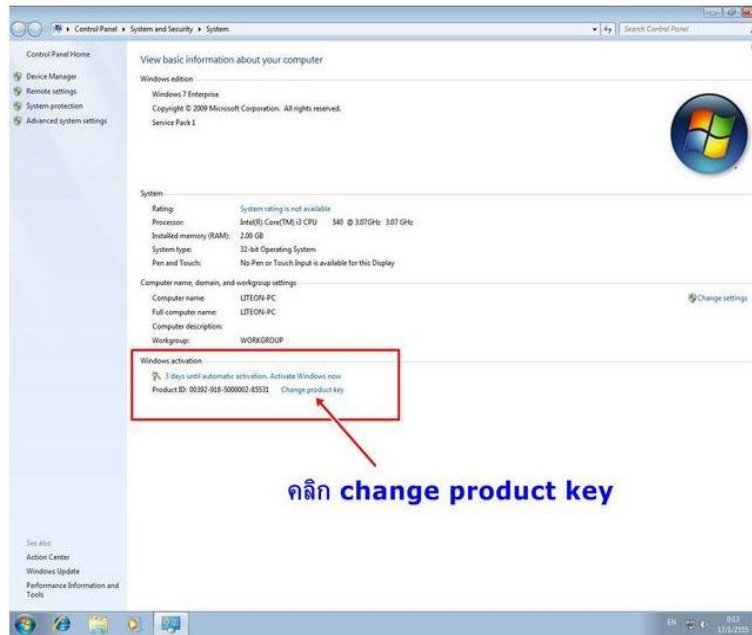 Control Panel ▸ System and Security ▸ System
Search Control Panel
Control Panel Home
Device Manager
Remote settings
System protection
Advanced system settings
View basic information about your computer
Windows edition
Windows 7 Enterprise
Copyright © 2009 Microsoft Corporation. All rights reserved.
Service Pack 1
System
Rating: System rating is not available
Processor: Intel(R) Core(TM) i3 CPU 540 @ 3.07GHz 3.07 GHz
Installed memory (RAM): 2.00 GB
System type: 32-bit Operating System
Pen and Touch: No Pen or Touch Input is available for this Display
Computer name, domain, and workgroup settings
Computer name: LITEON-PC
Change settings
Full computer name: LITEON-PC
Computer description:
Workgroup: WORKGROUP
Windows activation
3 days until automatic activation. Activate Windows now
Product ID: 00392-918-5000002-85531 Change product key
คลิก change product key
See also
Action Center
Windows Update
Performance Information and
Tools
EN
0:13
17/1/2555